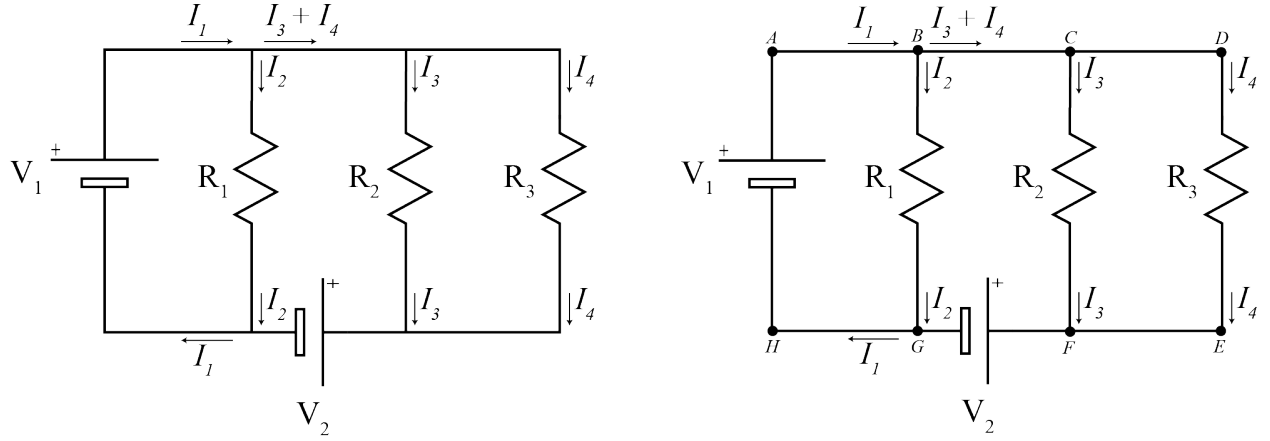 I₁ I₃ + I₄
I₂ I₃ I₄
+
V₁ R₁ R₂ R₃
I₂ + I₃ I₄
I₁
V₂
I₁ I₃ + I₄
A B C D
I₂ I₃ I₄
+
V₁ R₁ R₂ R₃
I₂ + I₃ I₄
H G F E
I₁
V₂